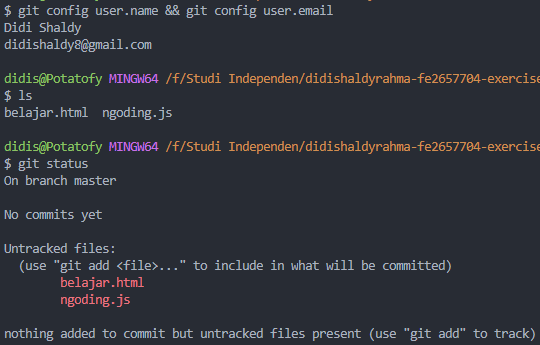 $ git config user.name && git config user.email
Didi Shaldy
didishaldy8@gmail.com
didis@Potatofy MINGW64 /f/Studi Independen/didishaldyrahma-fe2657704-exercise
$ ls
belajar.html  ngoding.js
didis@Potatofy MINGW64 /f/Studi Independen/didishaldyrahma-fe2657704-exercise
$ git status
On branch master
No commits yet
Untracked files:
  (use "git add <file>..." to include in what will be committed)
        belajar.html
        ngoding.js
nothing added to commit but untracked files present (use "git add" to track)